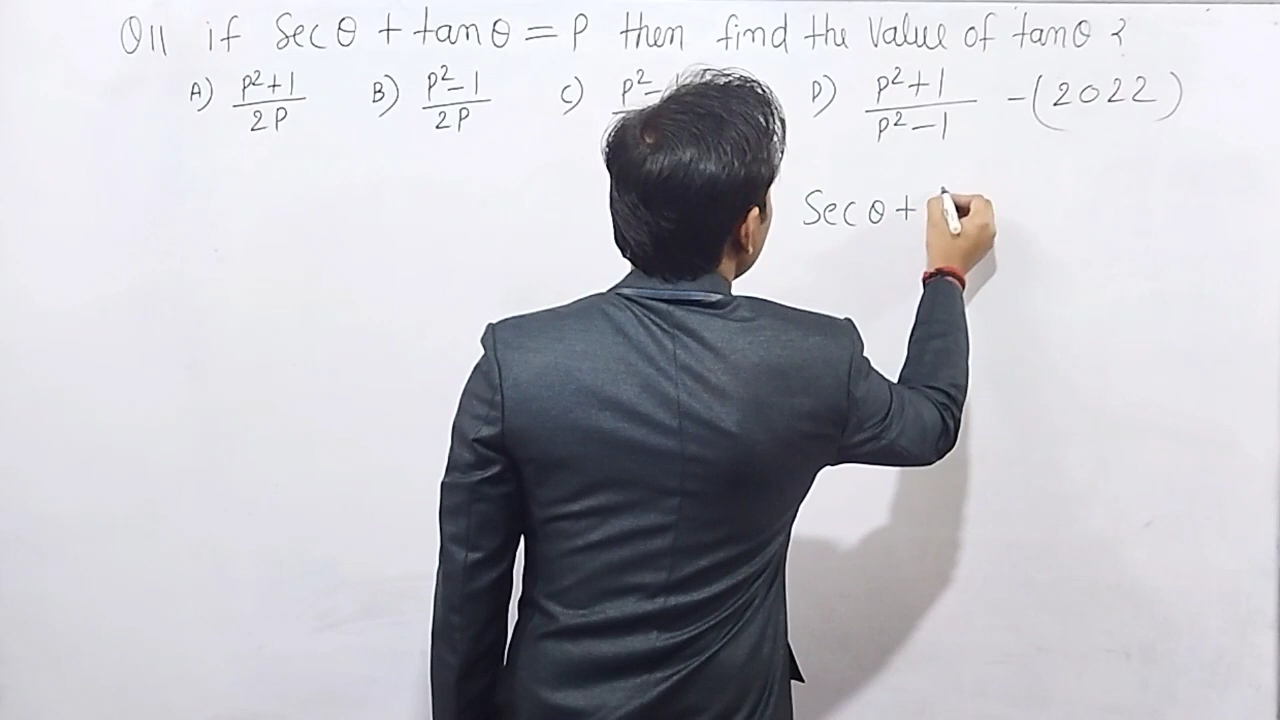 Q11 if Secθ + tanθ = P then find the value of tanθ ?
A) P²+1 / 2P B) P²-1 / 2P C) P²- D) P²+1 / P²-1 -(2022)
Secθ +